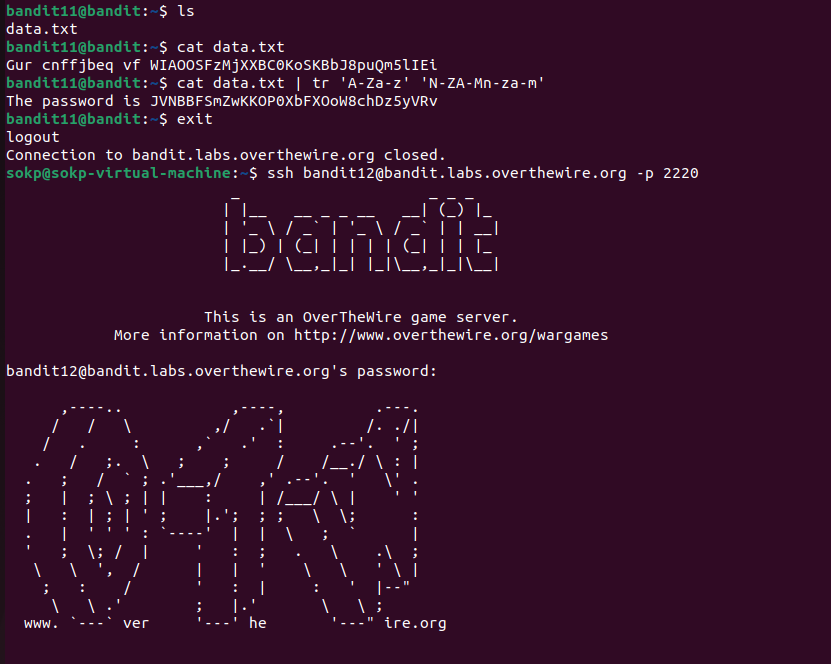 bandit11@bandit:~$ ls
data.txt
bandit11@bandit:~$ cat data.txt
Gur cnffjbeq vf WIAOOSFzMjXXBC0KoSKBbJ8puQm5lIEi
bandit11@bandit:~$ cat data.txt | tr 'A-Za-z' 'N-ZA-Mn-za-m'
The password is JVNBBFSmZwKKOP0XbFXOoW8chDz5yVRv
bandit11@bandit:~$ exit
logout
Connection to bandit.labs.overthewire.org closed.
sokp@sokp-virtual-machine:~$ ssh bandit12@bandit.labs.overthewire.org -p 2220
bandit
This is an OverTheWire game server.
More information on http://www.overthewire.org/wargames
bandit12@bandit.labs.overthewire.org's password:
www. ver he ire.org